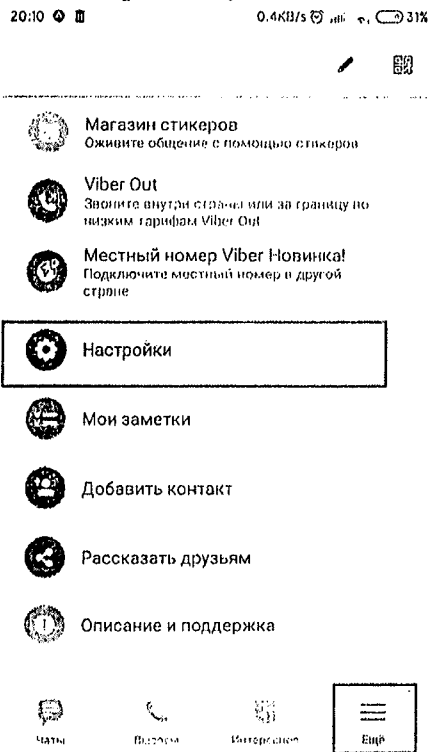 20:10 0.4KB/s 31%
Магазин стикеров
Оживите общение с помощью стикеров
Viber Out
Звоните внутри страны или за границу по
низким тарифам Viber Out
Местный номер Viber Новинка!
Подключите местный номер в другой
стране
Настройки
Мои заметки
Добавить контакт
Рассказать друзьям
Описание и поддержка
Чаты Вызовы Интересное Ещё